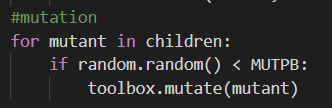 #mutation
for mutant in children:
    if random.random() < MUTPB:
        toolbox.mutate(mutant)